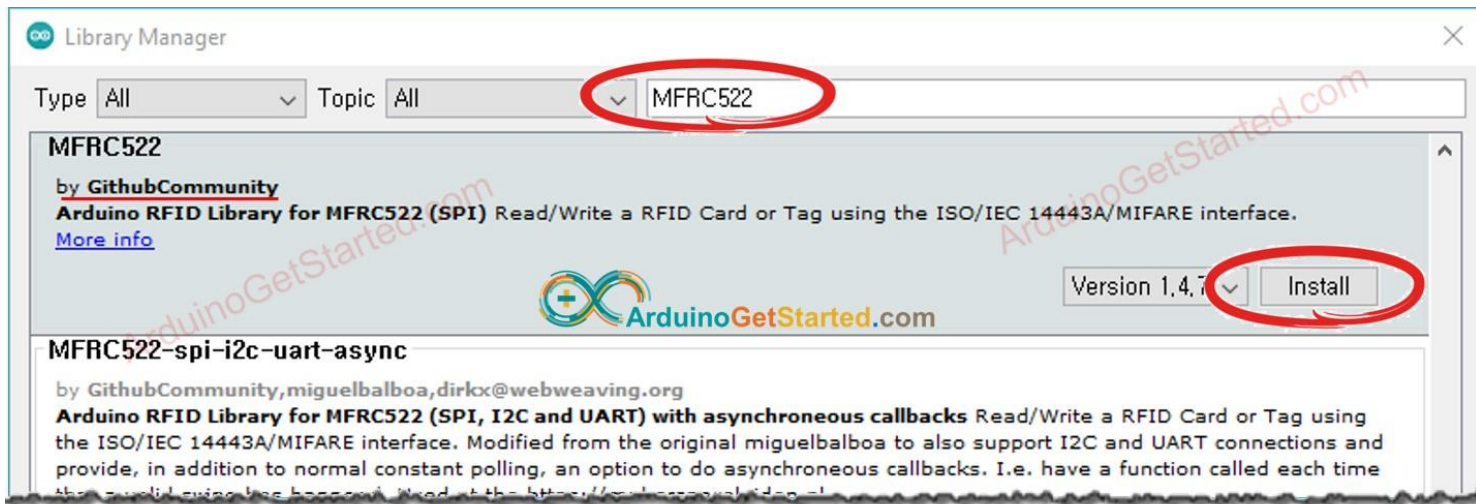 Library Manager
Type All Topic All MFRC522
MFRC522
by GithubCommunity
Arduino RFID Library for MFRC522 (SPI) Read/Write a RFID Card or Tag using the ISO/IEC 14443A/MIFARE interface.
More info
Version 1,4,7 Install
ArduinoGetStarted.com
ArduinoGetStarted.com
ArduinoGetStarted.com
MFRC522-spi-i2c-uart-async
by GithubCommunity,miguelbalboa,dirkx@webweaving.org
Arduino RFID Library for MFRC522 (SPI, I2C and UART) with asynchroneous callbacks Read/Write a RFID Card or Tag using
the ISO/IEC 14443A/MIFARE interface. Modified from the original miguelbalboa to also support I2C and UART connections and
provide, in addition to normal constant polling, an option to do asynchroneous callbacks. I.e. have a function called each time